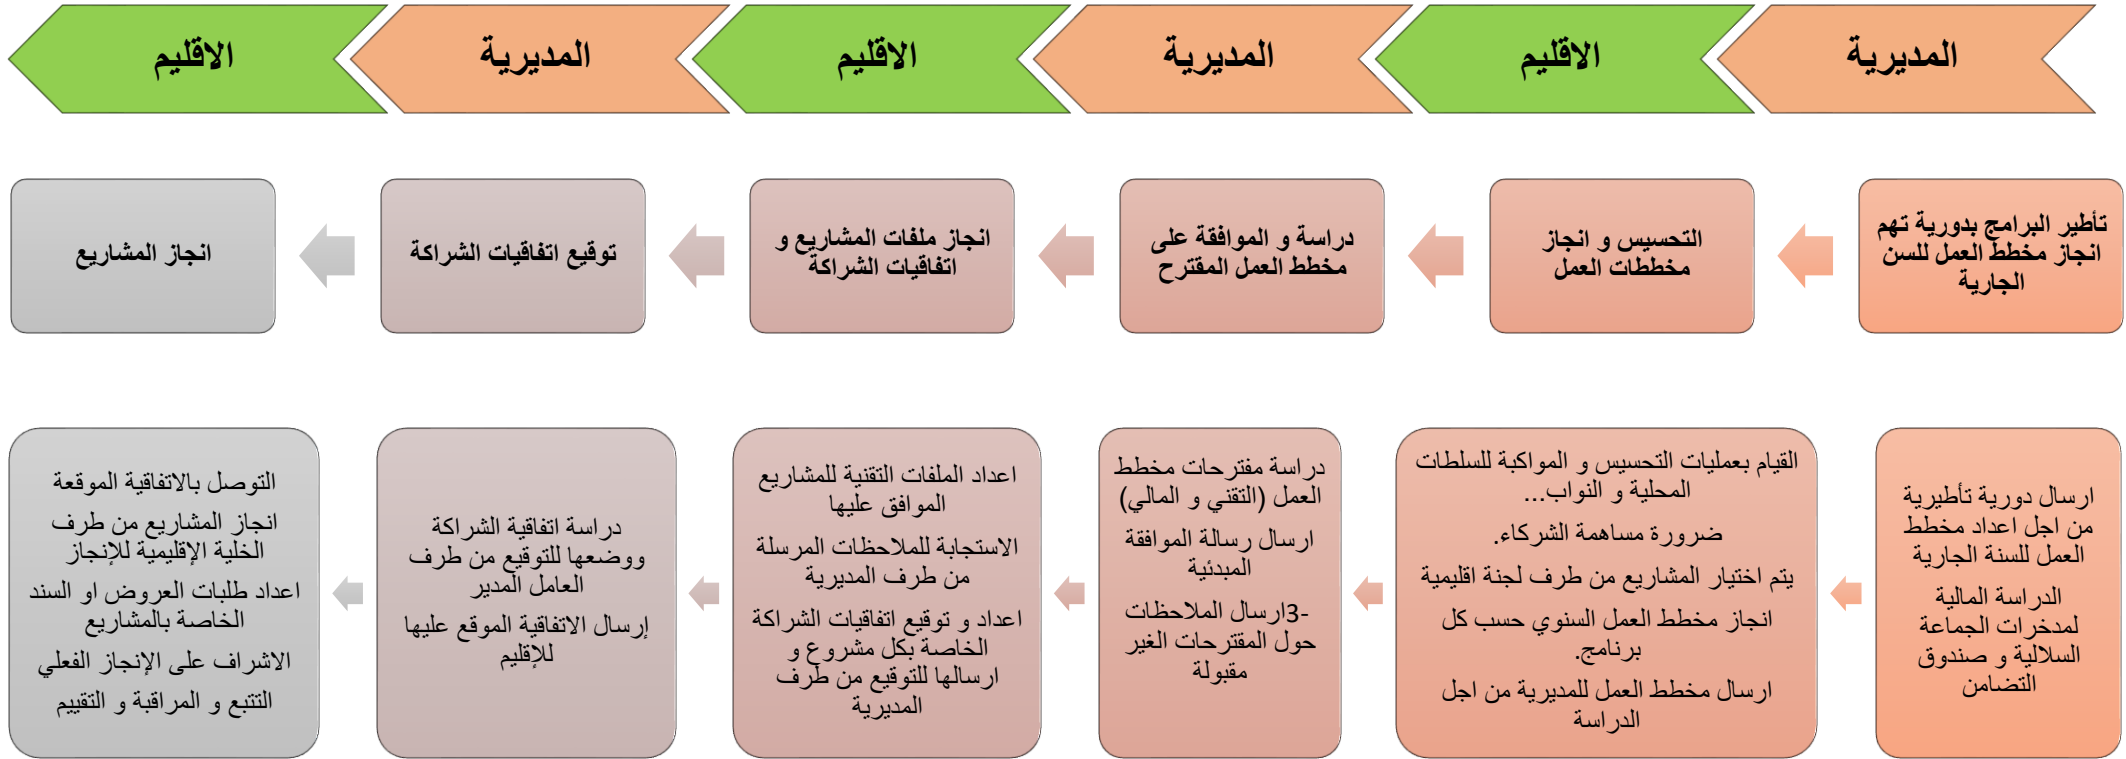 المديرية
الاقليم
المديرية
الاقليم
المديرية
الاقليم
تأطير البرامج بدورية تهم
انجاز مخطط العمل للسن
الجارية
التحسيس و انجاز
مخططات العمل
دراسة و الموافقة على
مخطط العمل المقترح
انجاز ملفات المشاريع و
اتفاقيات الشراكة
توقيع اتفاقيات الشراكة
انجاز المشاريع
ارسال دورية تأطيرية
من اجل اعداد مخطط
العمل للسنة الجارية
الدراسة المالية
لمدخرات الجماعة
السلالية و صندوق
التضامن
القيام بعمليات التحسيس و المواكبة للسلطات
المحلية و النواب...
ضرورة مساهمة الشركاء.
يتم اختيار المشاريع من طرف لجنة اقليمية
انجاز مخطط العمل السنوي حسب كل
برنامج.
ارسال مخطط العمل للمديرية من اجل
الدراسة
دراسة مقترحات مخطط
العمل (التقني و المالي)
ارسال رسالة الموافقة
المبدئية
-3ارسال الملاحظات
حول المقترحات الغير
مقبولة
اعداد الملفات التقنية للمشاريع
الموافق عليها
الاستجابة للملاحظات المرسلة
من طرف المديرية
اعداد و توقيع اتفاقيات الشراكة
الخاصة بكل مشروع و
ارسالها للتوقيع من طرف
المديرية
دراسة اتفاقية الشراكة
ووضعها للتوقيع من طرف
العامل المدير
إرسال الاتفاقية الموقع عليها
للإقليم
التوصل بالاتفاقية الموقعة
انجاز المشاريع من طرف
الخلية الإقليمية للإنجاز
اعداد طلبات العروض او السند
الخاصة بالمشاريع
الاشراف على الإنجاز الفعلي
التتبع و المراقبة و التقييم